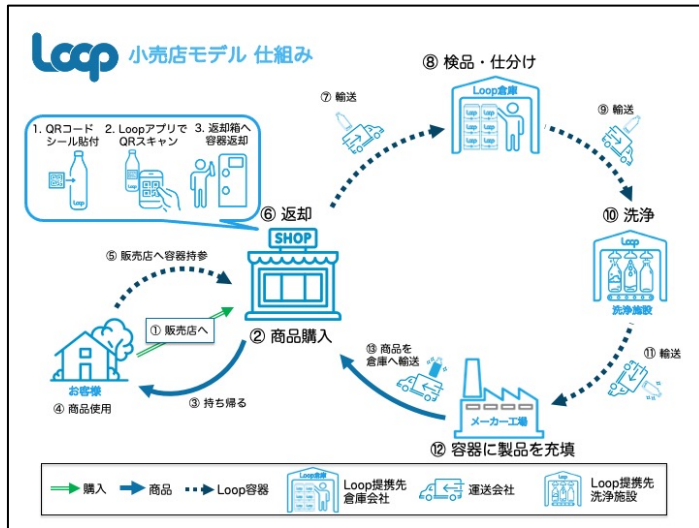 Loop 小売店モデル 仕組み
1. QRコード
シール貼付
2. Loopアプリで
QRスキャン
3. 返却箱へ
容器返却
Loop
Loop
⑥ 返却
SHOP
⑤ 販売店へ容器持参
① 販売店へ
② 商品購入
お客様
④ 商品使用
③ 持ち帰る
⑦ 輸送
⑧ 検品・仕分け
Loop倉庫
⑨ 輸送
⑩ 洗浄
Loop
洗浄施設
⑪ 輸送
⑬ 商品を
倉庫へ輸送
メーカー工場
⑫ 容器に製品を充填
購入
商品
Loop容器
Loop提携先
倉庫会社
運送会社
Loop提携先
洗浄施設